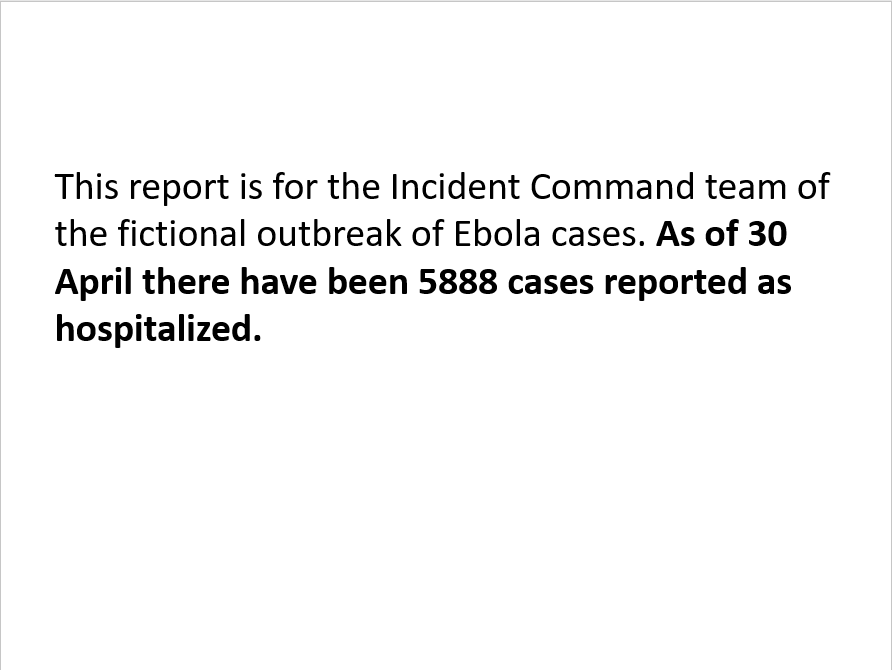 This report is for the Incident Command team of
the fictional outbreak of Ebola cases. As of 30
April there have been 5888 cases reported as
hospitalized.